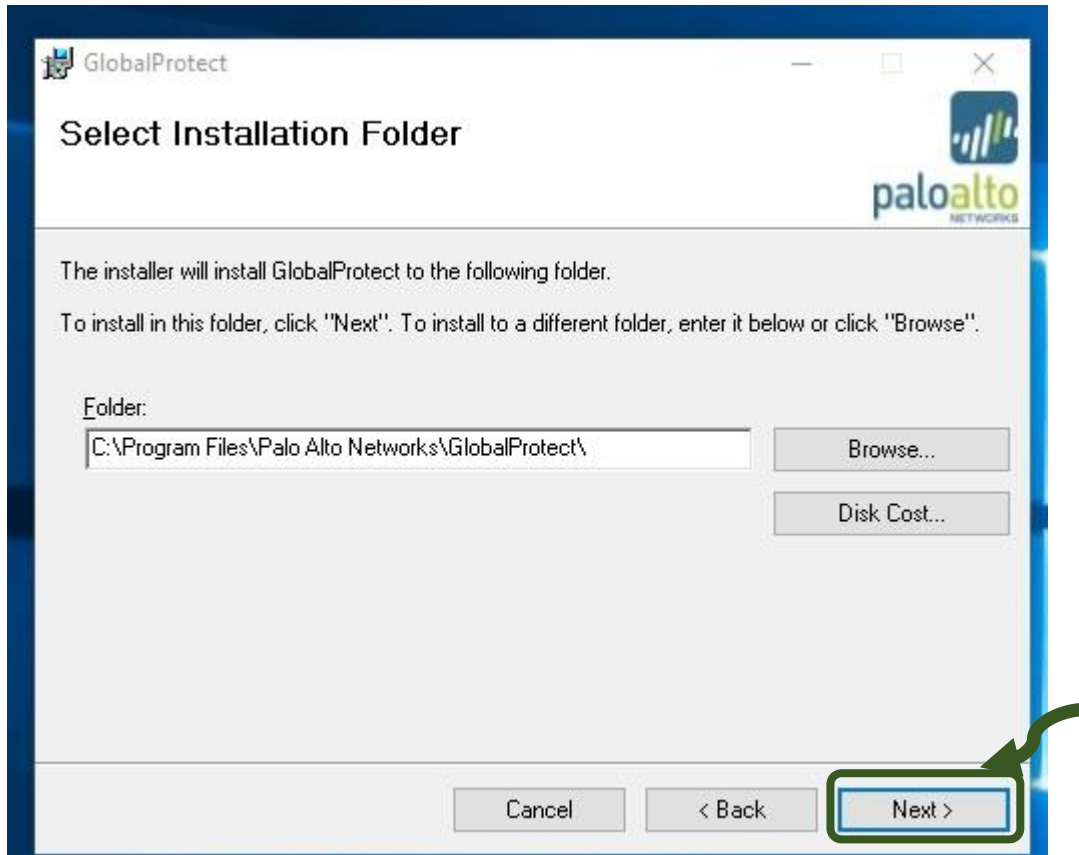 GlobalProtect
Select Installation Folder
paloalto
NETWORKS
The installer will install GlobalProtect to the following folder.
To install in this folder, click "Next". To install to a different folder, enter it below or click "Browse".
Folder:
C:\Program Files\Palo Alto Networks\GlobalProtect\
Browse...
Disk Cost...
Cancel
< Back
Next >